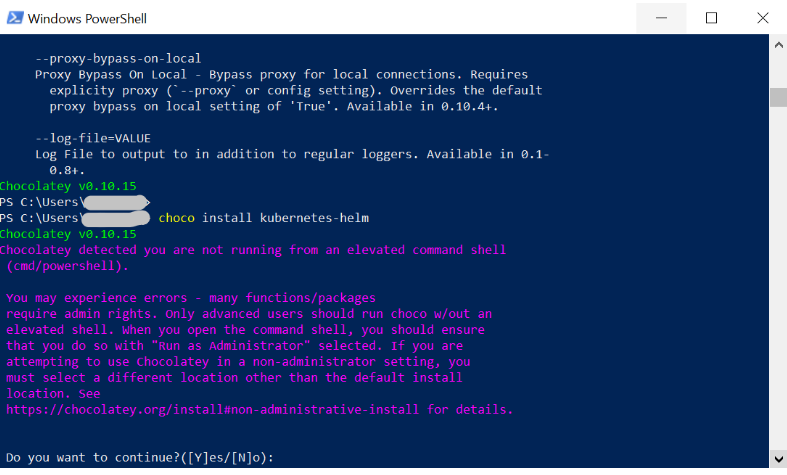 Windows PowerShell
--proxy-bypass-on-local
Proxy Bypass On Local - Bypass proxy for local connections. Requires
explicity proxy (`--proxy` or config setting). Overrides the default
proxy bypass on local setting of 'True'. Available in 0.10.4+.
--log-file=VALUE
Log File to output to in addition to regular loggers. Available in 0.1-
0.8+.
Chocolatey v0.10.15
PS C:\Users\>
PS C:\Users\ choco install kubernetes-helm
Chocolatey v0.10.15
Chocolatey detected you are not running from an elevated command shell
(cmd/powershell).
You may experience errors - many functions/packages
require admin rights. Only advanced users should run choco w/out an
elevated shell. When you open the command shell, you should ensure
that you do so with "Run as Administrator" selected. If you are
attempting to use Chocolatey in a non-administrator setting, you
must select a different location other than the default install
location. See
https://chocolatey.org/install#non-administrative-install for details.
Do you want to continue?([Y]es/[N]o):